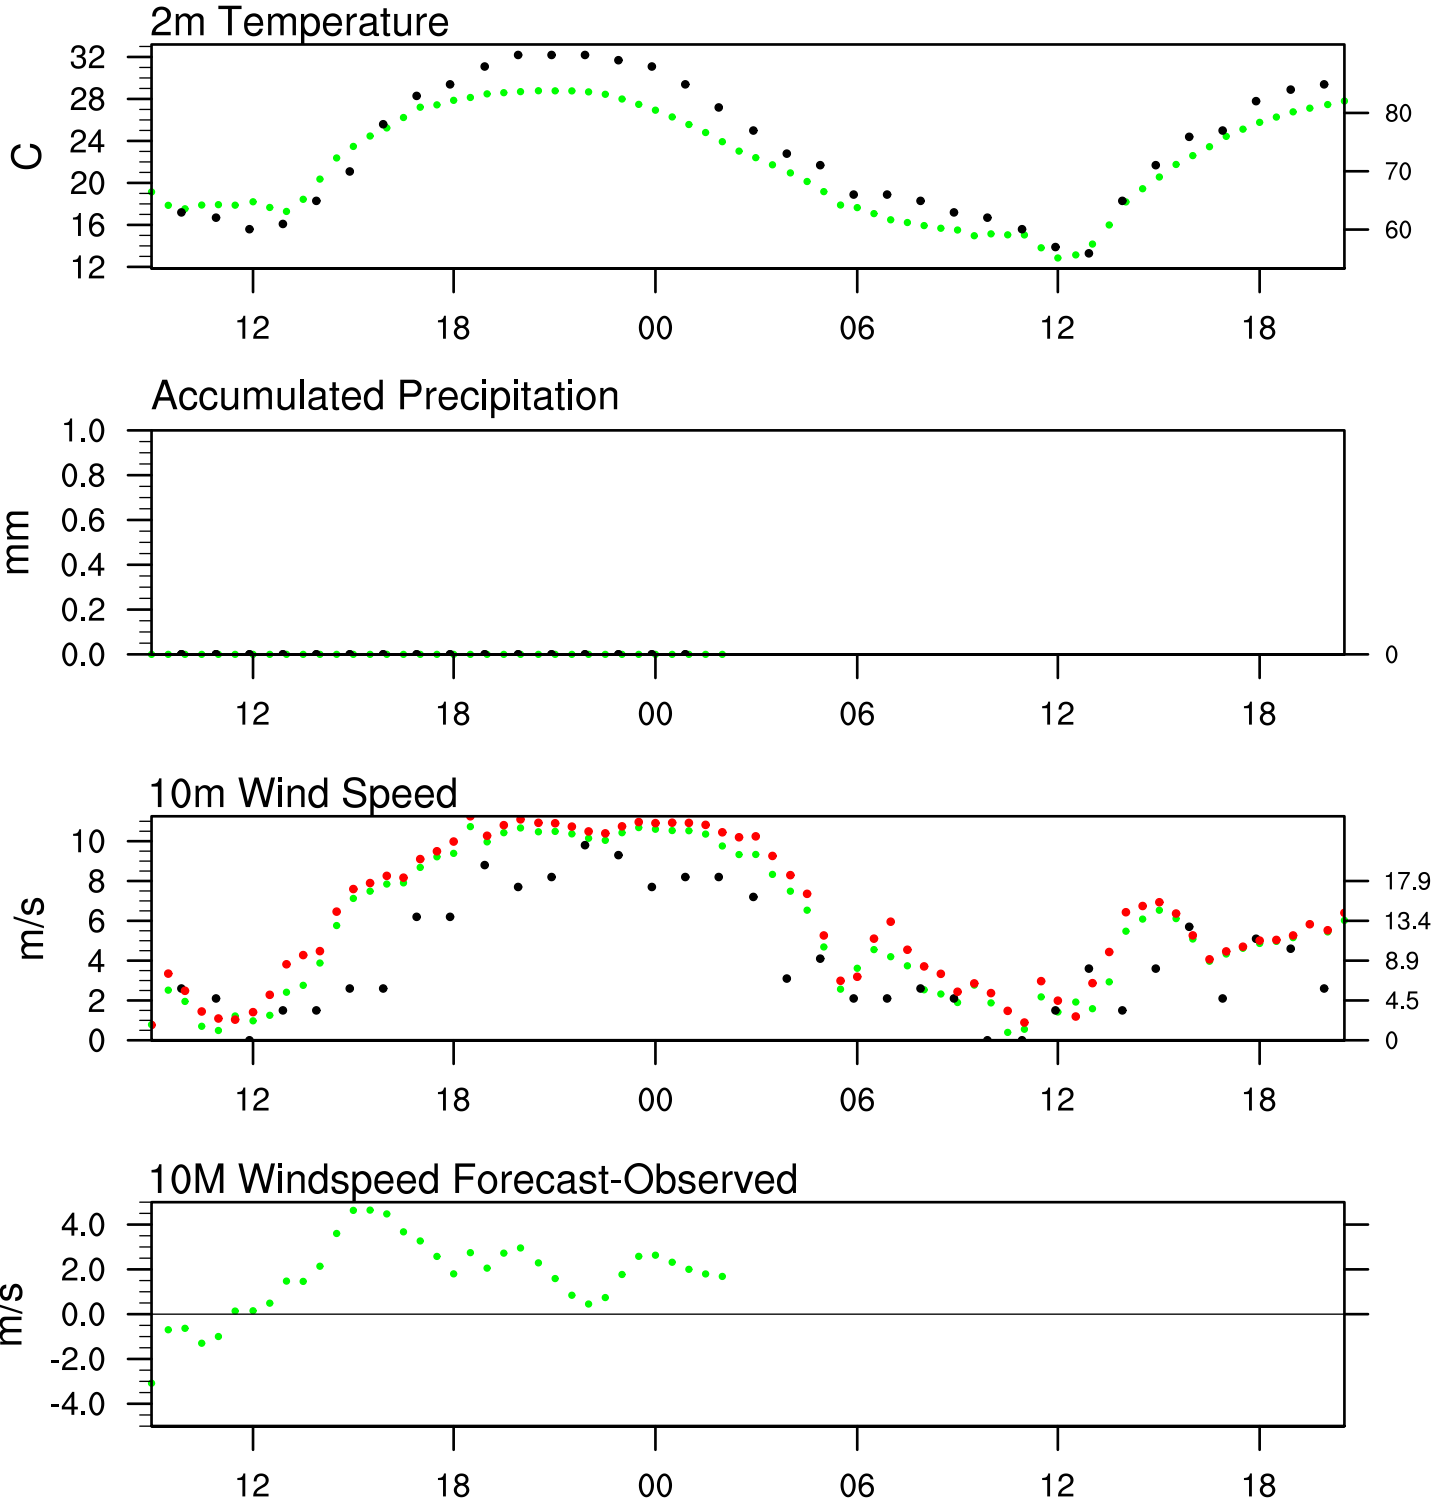 2m Temperature
32
28
24
20
16
12
C
80
70
60
12 18 00 06 12 18
Accumulated Precipitation
1.0
0.8
0.6
0.4
0.2
0.0
mm
0
12 18 00 06 12 18
10m Wind Speed
10
8
6
4
2
0
m/s
17.9
13.4
8.9
4.5
0
12 18 00 06 12 18
10M Windspeed Forecast-Observed
4.0
2.0
0.0
-2.0
-4.0
m/s
12 18 00 06 12 18